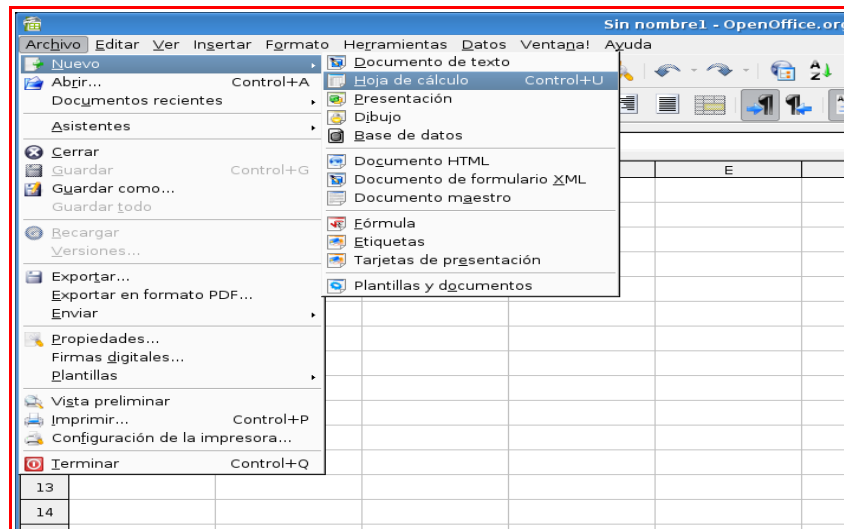 Sin nombre1 - OpenOffice.or
Archivo Editar Ver Insertar Formato Herramientas Datos Ventana! Ayuda
Nuevo
Abrir... Control+A
Documentos recientes
Asistentes
Cerrar
Guardar Control+G
Guardar como...
Guardar todo
Recargar
Versiones...
Exportar...
Exportar en formato PDF...
Enviar
Propiedades...
Firmas digitales...
Plantillas
Vista preliminar
Imprimir... Control+P
Configuración de la impresora...
Terminar Control+Q
Documento de texto
Hoja de cálculo Control+U
Presentación
Dibujo
Base de datos
Documento HTML
Documento de formulario XML
Documento maestro
Fórmula
Etiquetas
Tarjetas de presentación
Plantillas y documentos
E
13
14